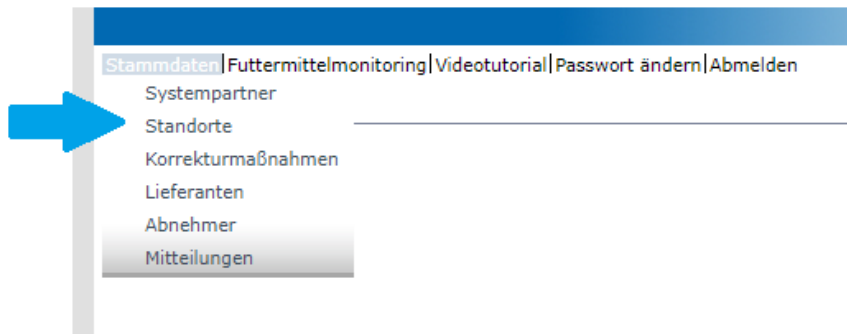 Stammdaten|Futtermittelmonitoring|Videotutorial|Passwort ändern|Abmelden
Systempartner
Standorte
Korrekturmaßnahmen
Lieferanten
Abnehmer
Mitteilungen